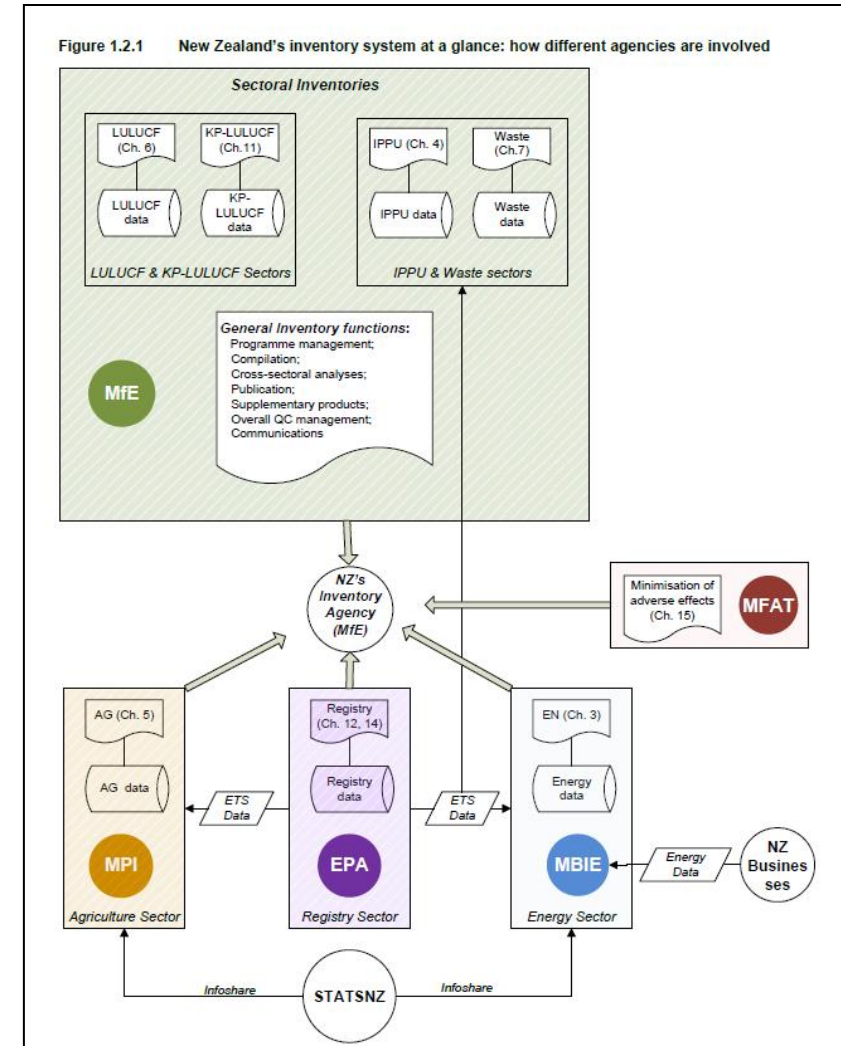 Figure 1.2.1 New Zealand's inventory system at a glance: how different agencies are involved
Sectoral Inventories
LULUCF
(Ch. 6)
KP-LULUCF
(Ch.11)
LULUCF
data
KP-
LULUCF
data
LULUCF & KP-LULUCF Sectors
IPPU (Ch. 4)
Waste
(Ch.7)
IPPU data
Waste
data
IPPU & Waste sectors
General Inventory functions:
Programme management;
Compilation;
Cross-sectoral analyses;
Publication;
Supplementary products;
Overall QC management;
Communications
MfE
NZ's
Inventory
Agency
(MfE)
Minimisation of
adverse effects
(Ch. 15)
MFAT
AG (Ch. 5)
AG data
MPI
Agriculture Sector
ETS
Data
Registry
(Ch. 12, 14)
Registry
data
EPA
Registry Sector
ETS
Data
EN (Ch. 3)
Energy
data
MBIE
Energy Sector
Energy
Data
NZ
Busines
ses
Infoshare
STATSNZ
Infoshare